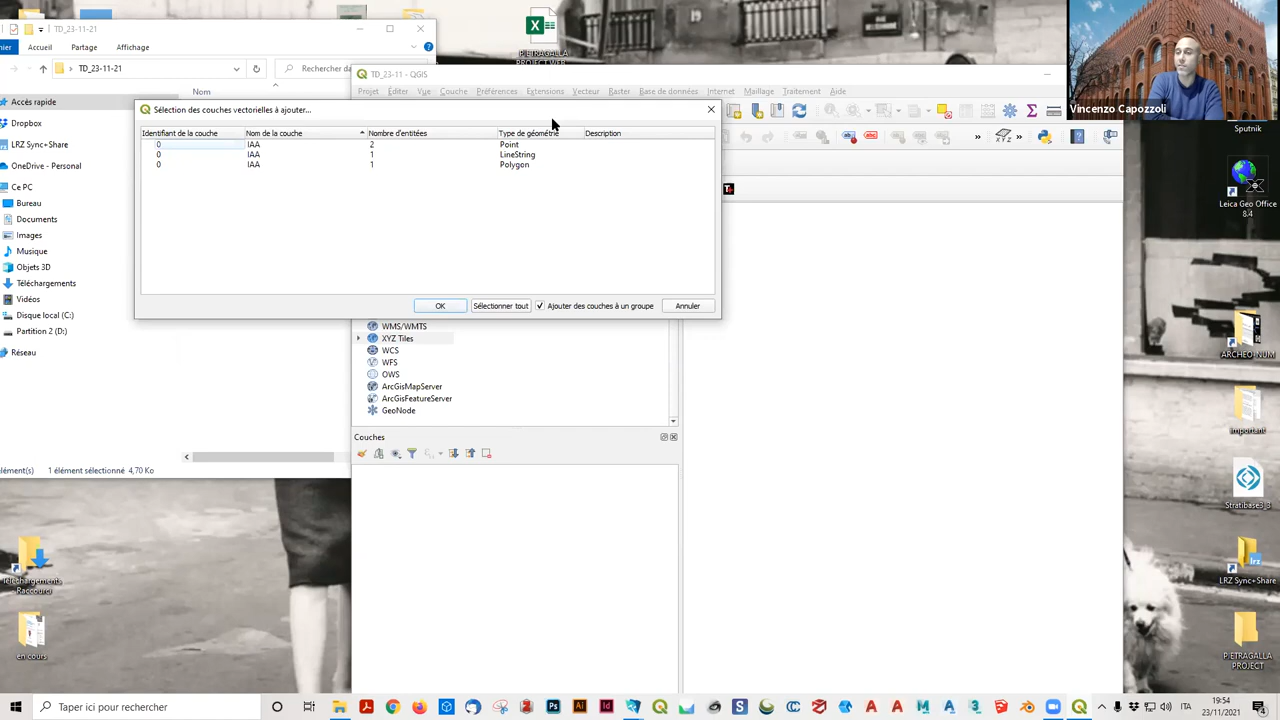 TD_23-11-21
Accueil
Partage
Affichage
TD_23-11-21
Rechercher da
Nom
Accès rapide
Dropbox
LRZ Sync+Share
OneDrive - Personal
Ce PC
Bureau
Documents
Images
Musique
Objets 3D
Téléchargements
Vidéos
Disque local (C:)
Partition 2 (D:)
Réseau
1 élément sélectionné 4,70 Ko
TD_23-11 - QGIS
Projet Éditer Vue Couche Préférences Extensions Vecteur Raster Base de données Internet Maillage Traitement Aide
Sélection des couches vectorielles à ajouter...
Identifiant de la couche Nom de la couche Nombre d'entitées Type de géométrie Description
0 IAA 2 Point
0 IAA 1 LineString
0 IAA 1 Polygon
OK Sélectionner tout Ajouter des couches à un groupe Annuler
WMS/WMTS
XYZ Tiles
WCS
WFS
OWS
ArcGisMapServer
ArcGisFeatureServer
GeoNode
Couches
Vincenzo Capozzoli
Sputnik
Leica Geo Office
8.4
ARCHEO-NUM
important
Stratibase3_3
LRZ Sync+Share
PIETRAGALLA
PROJECT
Téléchargements
- Raccourci
en cours
Taper ici pour rechercher
ITA
19:54
23/11/2021